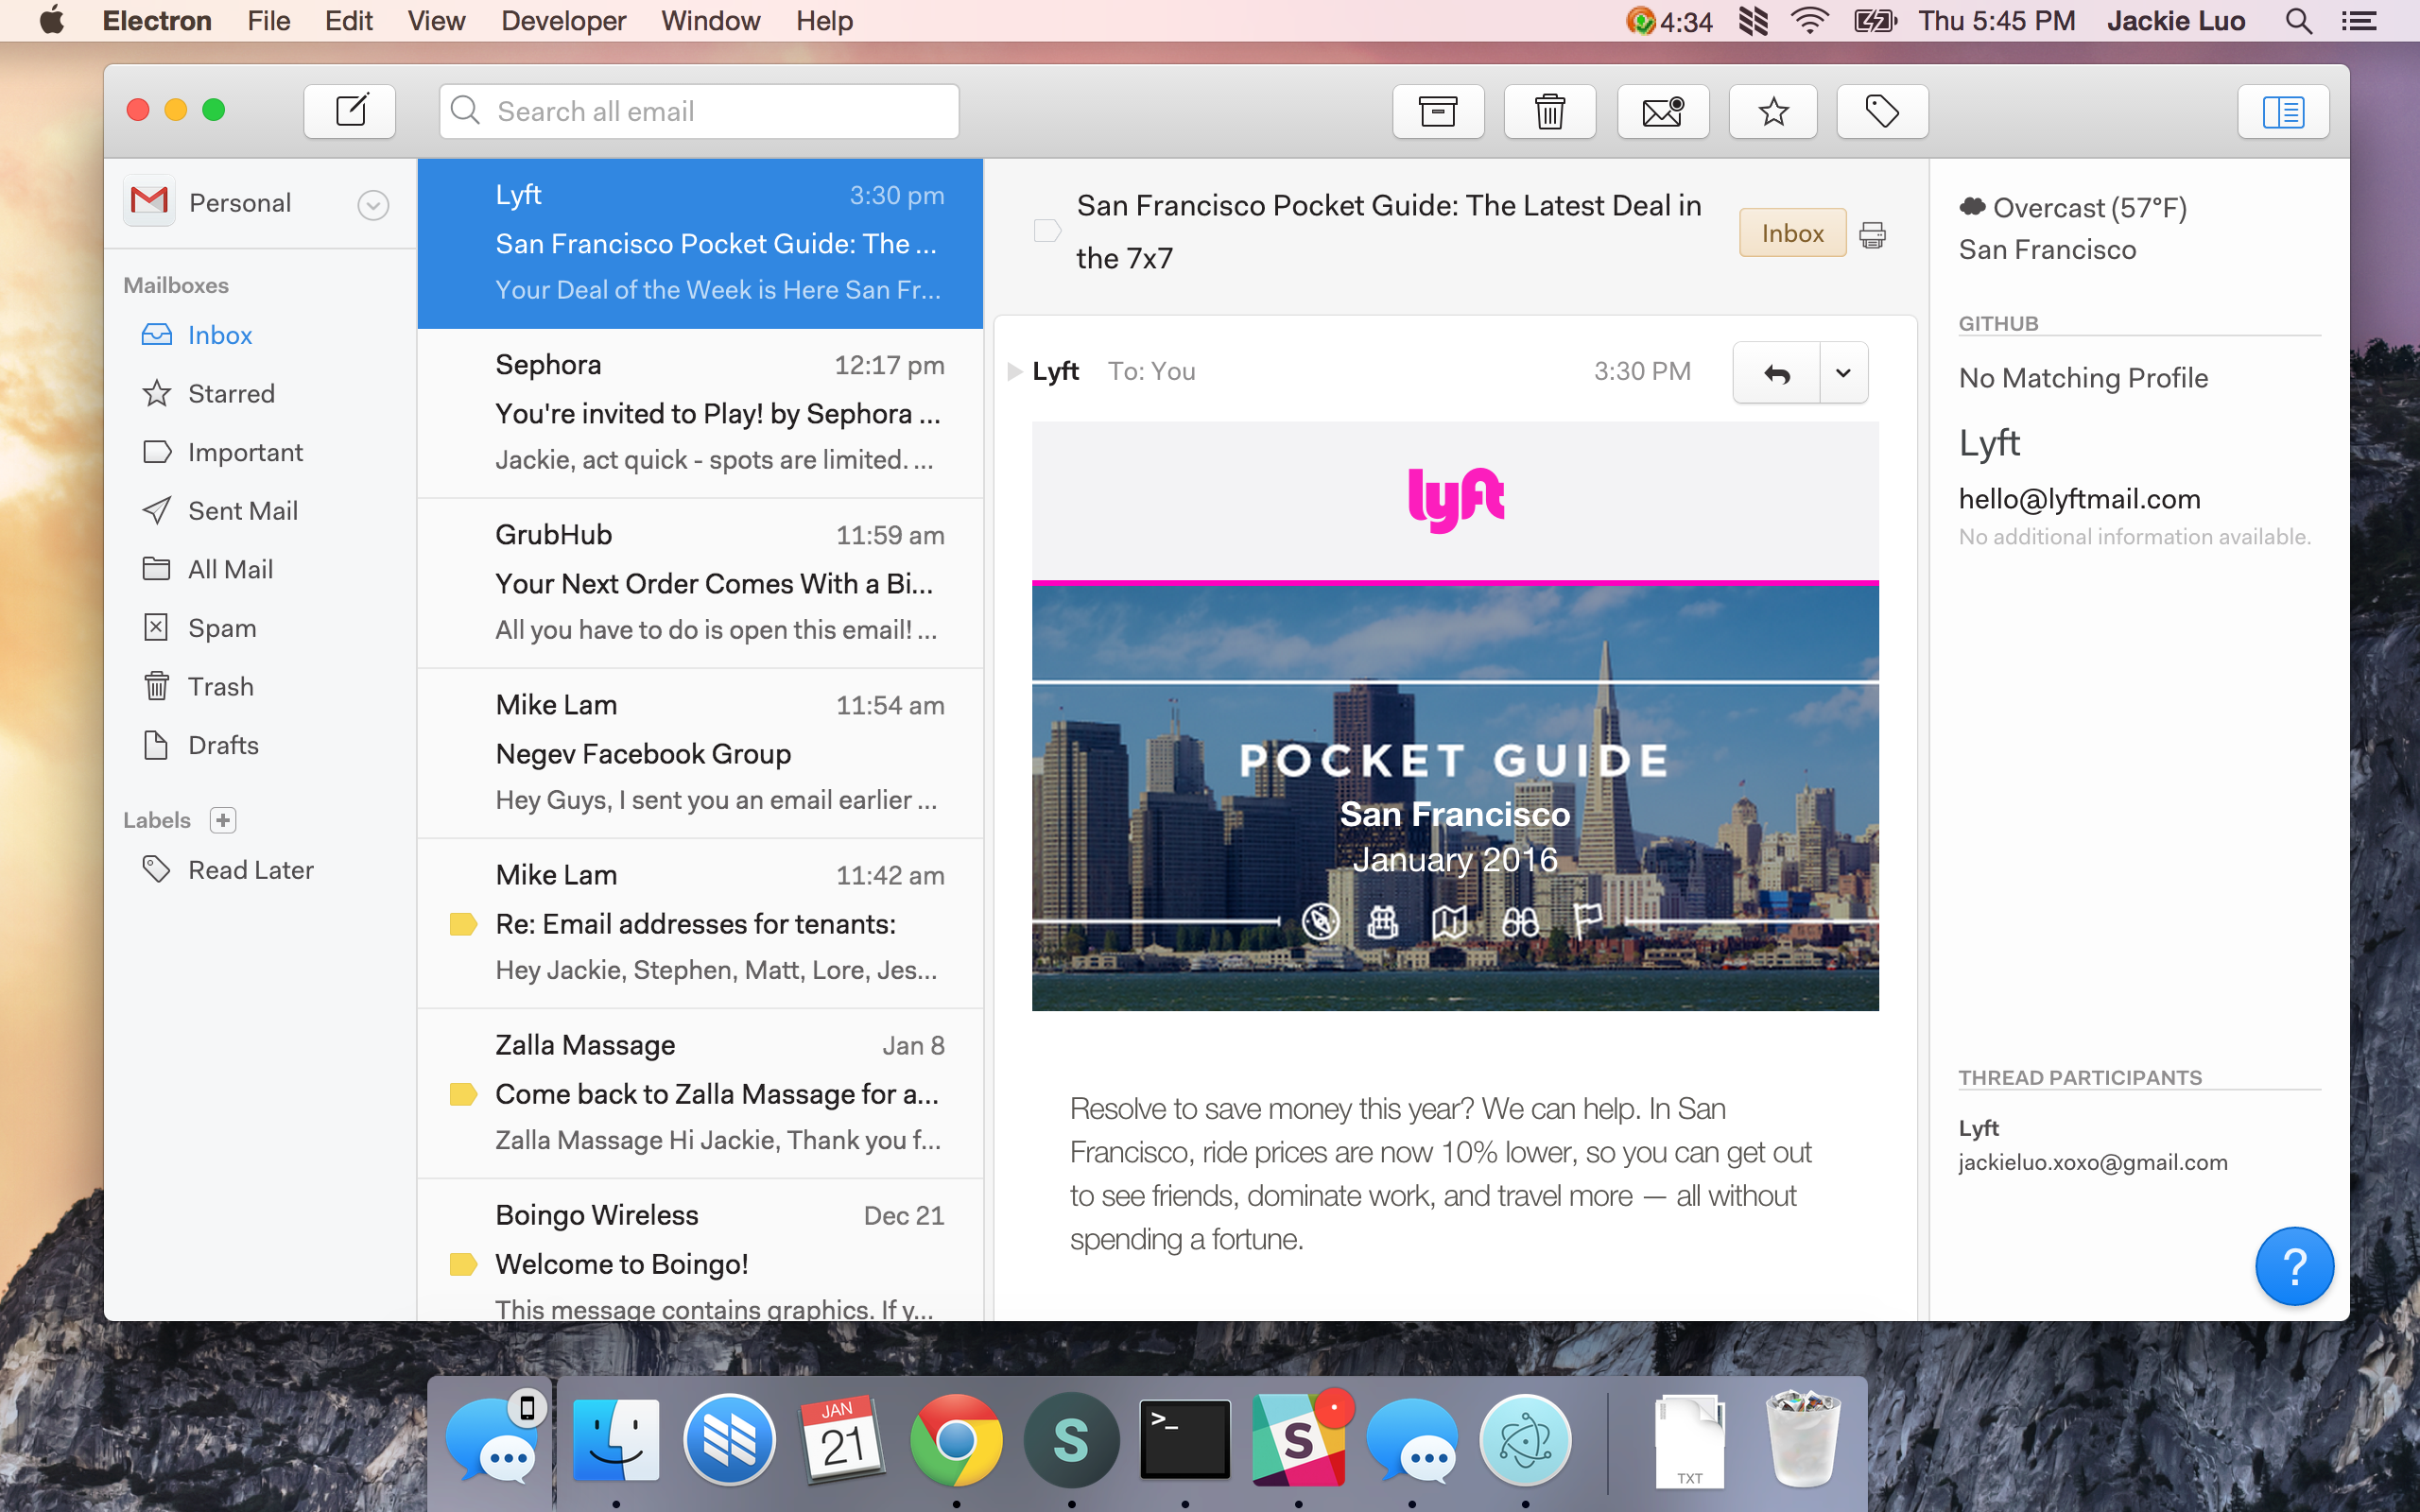 Electron File Edit View Developer Window Help
4:34 Thu 5:45 PM Jackie Luo
Search all email
Personal
Mailboxes
Inbox
Starred
Important
Sent Mail
All Mail
Spam
Trash
Drafts
Labels
Read Later
Lyft 3:30 pm
San Francisco Pocket Guide: The ...
Your Deal of the Week is Here San Fr...
Sephora 12:17 pm
You're invited to Play! by Sephora ...
Jackie, act quick - spots are limited. ...
GrubHub 11:59 am
Your Next Order Comes With a Bi...
All you have to do is open this email! ...
Mike Lam 11:54 am
Negev Facebook Group
Hey Guys, I sent you an email earlier ...
Mike Lam 11:42 am
Re: Email addresses for tenants:
Hey Jackie, Stephen, Matt, Lore, Jes...
Zalla Massage Jan 8
Come back to Zalla Massage for a...
Zalla Massage Hi Jackie, Thank you f...
Boingo Wireless Dec 21
Welcome to Boingo!
This message contains graphics. If y...
San Francisco Pocket Guide: The Latest Deal in
the 7x7
Inbox
Lyft To: You 3:30 PM
lyft
POCKET GUIDE
San Francisco
January 2016
Resolve to save money this year? We can help. In San
Francisco, ride prices are now 10% lower, so you can get out
to see friends, dominate work, and travel more — all without
spending a fortune.
Overcast (57°F)
San Francisco
GITHUB
No Matching Profile
Lyft
hello@lyftmail.com
No additional information available.
THREAD PARTICIPANTS
Lyft
jackieluo.xoxo@gmail.com
?
JAN
21
S
>_
S
TXT